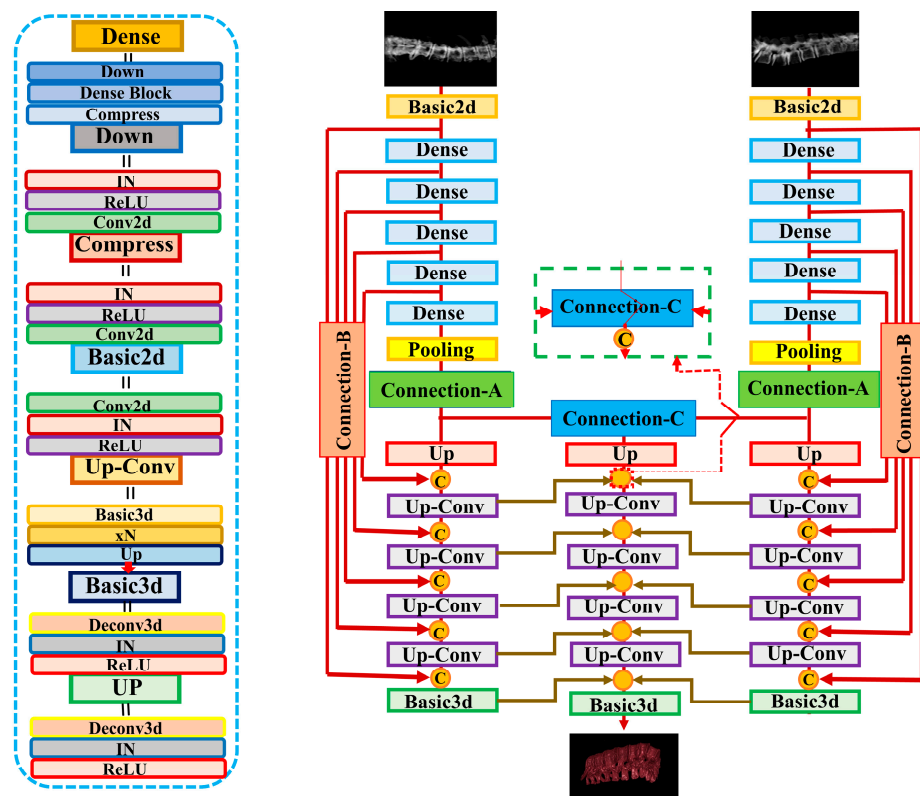 Dense
=
Down
Dense Block
Compress
Down
=
IN
ReLU
Conv2d
Compress
=
IN
ReLU
Conv2d
Basic2d
=
Conv2d
IN
ReLU
Up-Conv
=
Basic3d
xN
Up
Basic3d
=
Deconv3d
IN
ReLU
UP
=
Deconv3d
IN
ReLU
Basic2d
Dense
Dense
Dense
Dense
Dense
Pooling
Connection-A
Connection-B
Up
C
Up-Conv
C
Up-Conv
C
Up-Conv
C
Up-Conv
C
Basic3d
Connection-C
C
Connection-C
Up
Up-Conv
Up-Conv
Up-Conv
Up-Conv
Basic3d
Basic2d
Dense
Dense
Dense
Dense
Dense
Pooling
Connection-A
Connection-B
Up
C
Up-Conv
C
Up-Conv
C
Up-Conv
C
Up-Conv
C
Basic3d